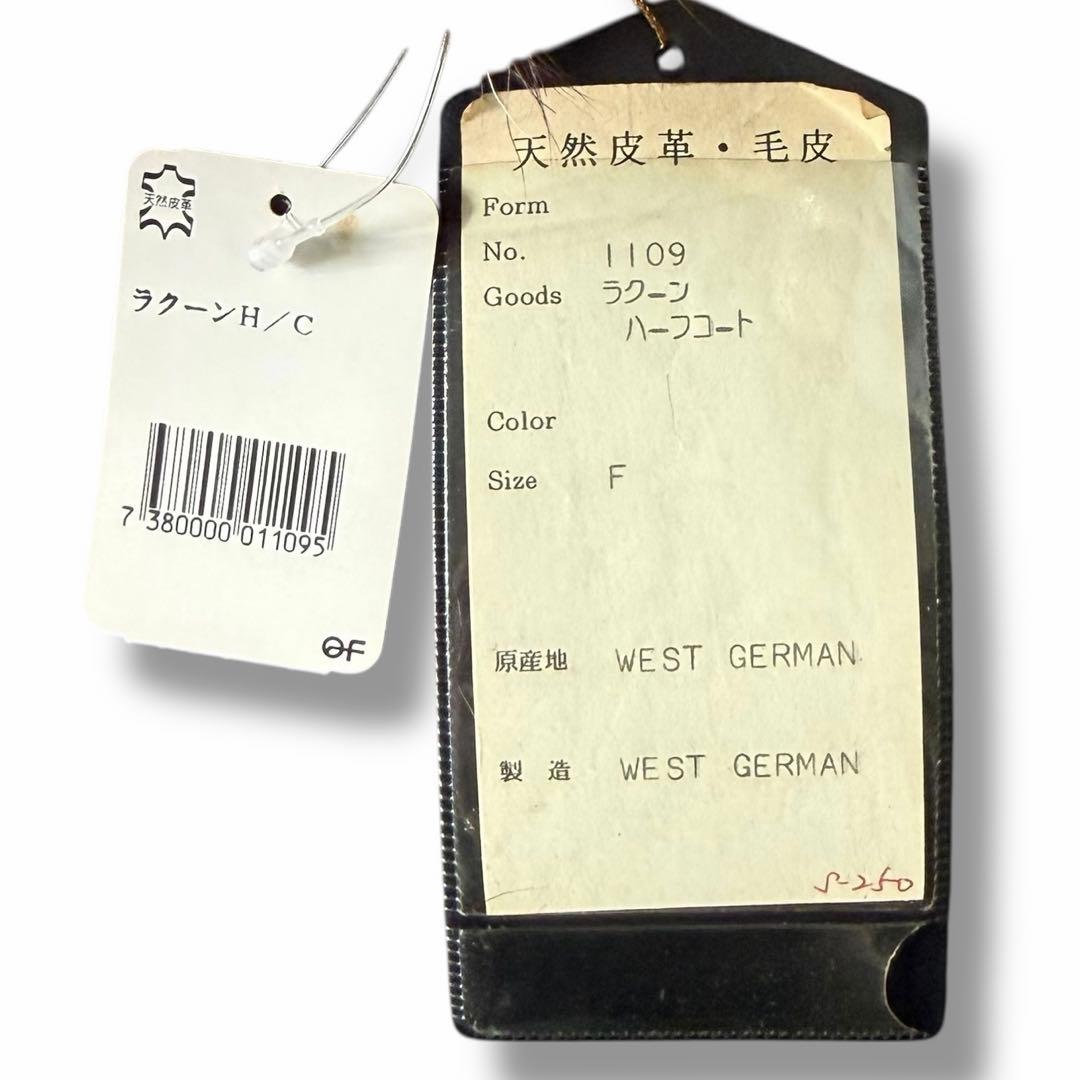 天然皮革
ラクーンH/C
7 380000 011095
天然皮革・毛皮
Form
No. 1109
Goods ラクーン
ハーフコート
Color
Size F
原産地 WEST GERMAN
製造 WEST GERMAN